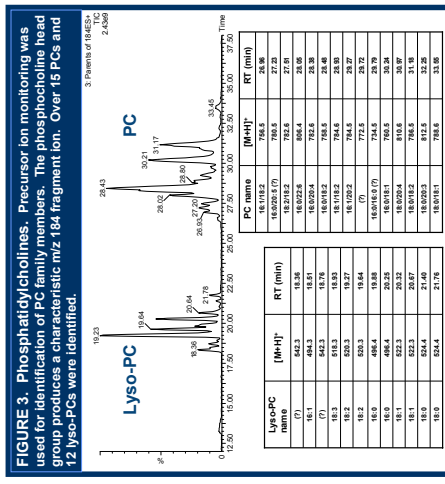 FIGURE 3. Phosphatidylcholines. Precursor ion monitoring was
used for identification of PC family members. The phosphocholine head
group produces a characteristic m/z 184 fragment ion. Over 15 PCs and
12 lyso-PCs were identified.
3: Parents of 184ES+
TIC
2.43e9
Lyso-PC
PC
%
0
18.36
19.23
19.64
20.64
21.78
26.93
27.20
28.02
28.43
28.80
30.21
31.17
33.45
12.50 15.00 17.50 20.00 22.50 25.00 27.50 30.00 32.50 35.00 37.50
Time
Lyso-PC name [M+H]+ RT (min)
(?) 542.3 18.36
16:1 494.3 18.51
(?) 542.3 18.76
18:3 518.3 18.93
18:2 520.3 19.27
18:2 520.3 19.64
16:0 496.4 19.88
16:0 496.4 20.25
18:1 522.3 20.32
18:1 522.3 20.67
18:0 524.4 21.40
18:0 524.4 21.76
PC name [M+H]+ RT (min)
16:1/18:2 756.5 26.96
16:0/20:5 (?) 780.5 27.23
18:2/18:2 782.6 27.51
16:0/22:6 806.4 28.05
16:0/20:4 782.6 28.38
16:0/18:2 758.5 28.48
18:1/18:2 784.6 28.93
16:1/20:2 784.5 29.27
(?) 772.5 29.72
16:0/16:0 (?) 734.5 29.79
16:0/18:1 760.5 30.24
18:0/20:4 810.6 30.97
18:0/18:2 786.5 31.18
18:0/20:3 812.5 32.25
18:0/18:1 788.6 33.55